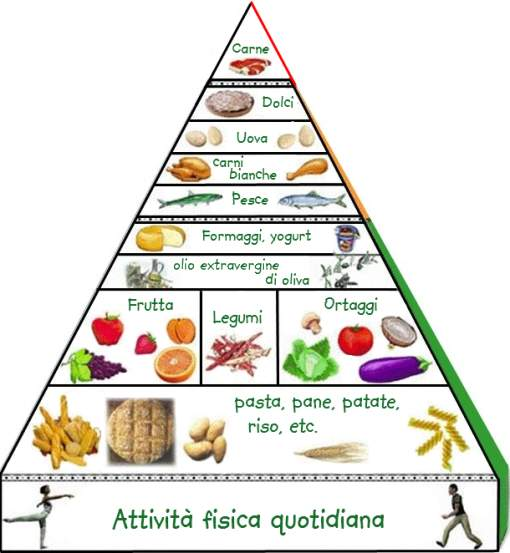 Carne
Dolci
Uova
carni
bianche
Pesce
Formaggi, yogurt
olio extravergine
di oliva
Frutta
Legumi
Ortaggi
pasta, pane, patate,
riso, etc.
Attività fisica quotidiana